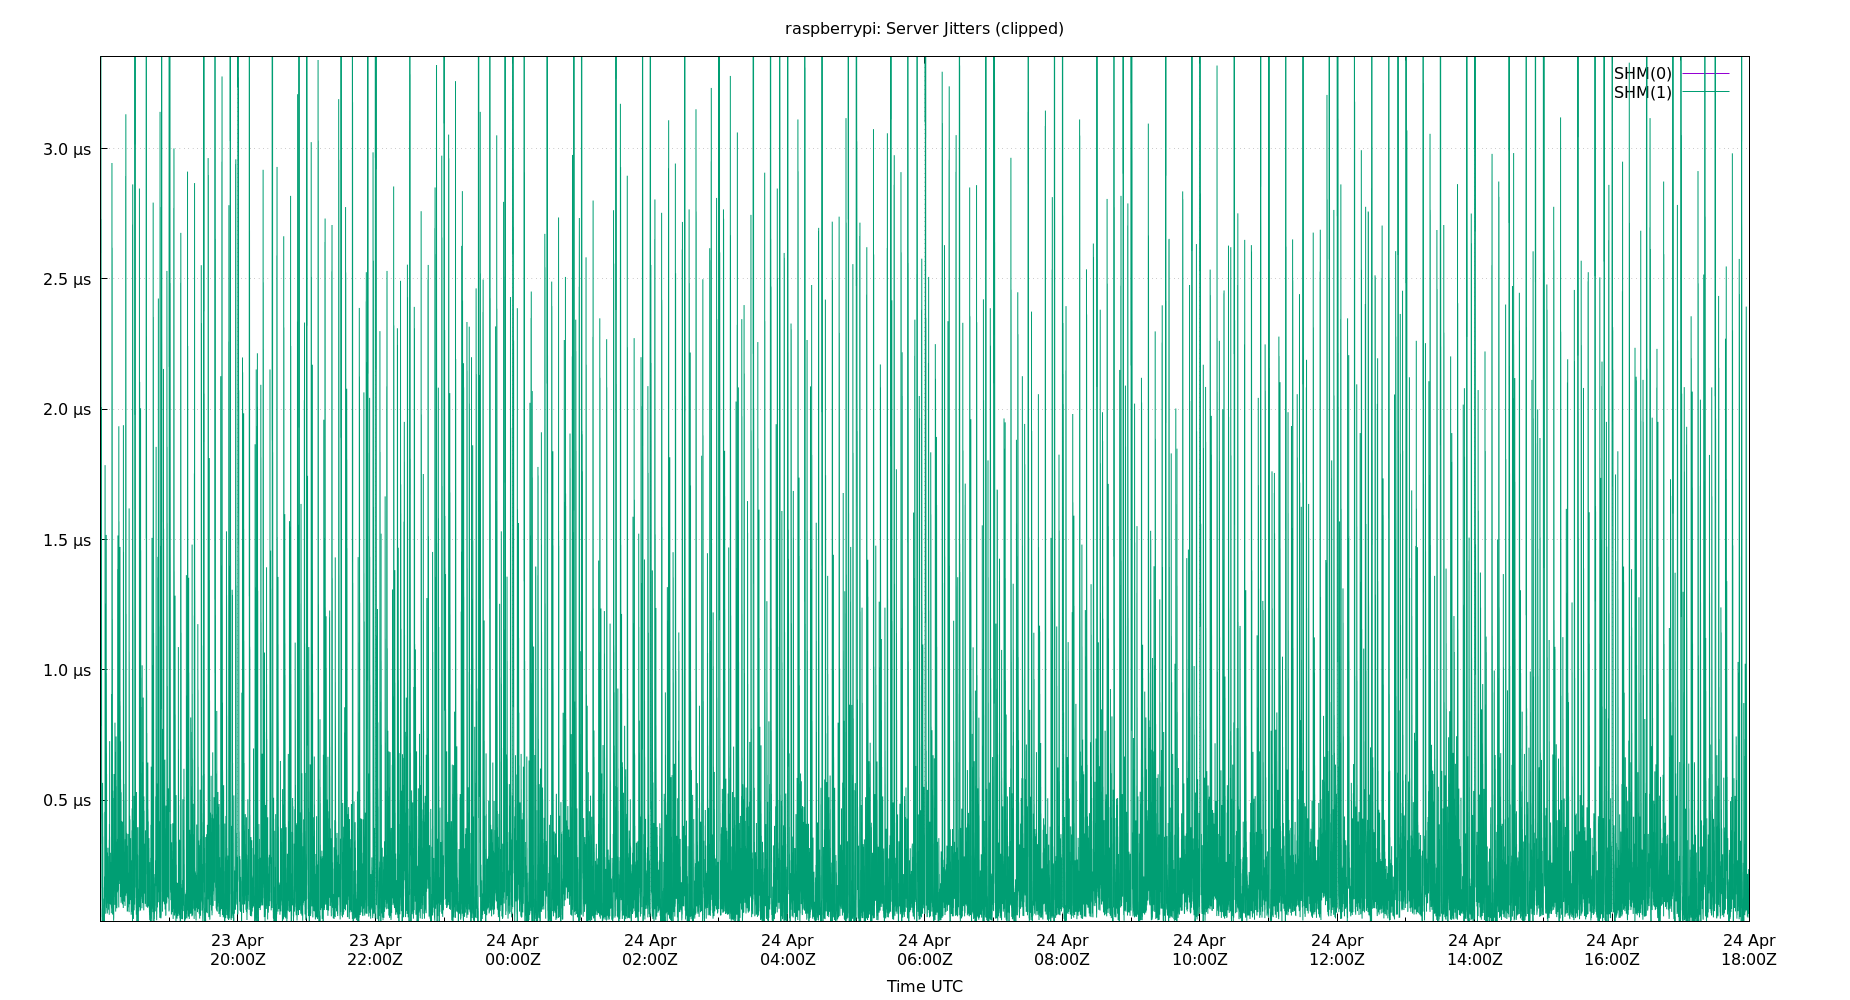 raspberrypi: Server Jitters (clipped)
SHM(0)
SHM(1)
3.0 µs
2.5 µs
2.0 µs
1.5 µs
1.0 µs
0.5 µs
23 Apr 23 Apr 24 Apr 24 Apr 24 Apr 24 Apr 24 Apr 24 Apr 24 Apr 24 Apr 24 Apr 24 Apr
20:00Z 22:00Z 00:00Z 02:00Z 04:00Z 06:00Z 08:00Z 10:00Z 12:00Z 14:00Z 16:00Z 18:00Z
Time UTC